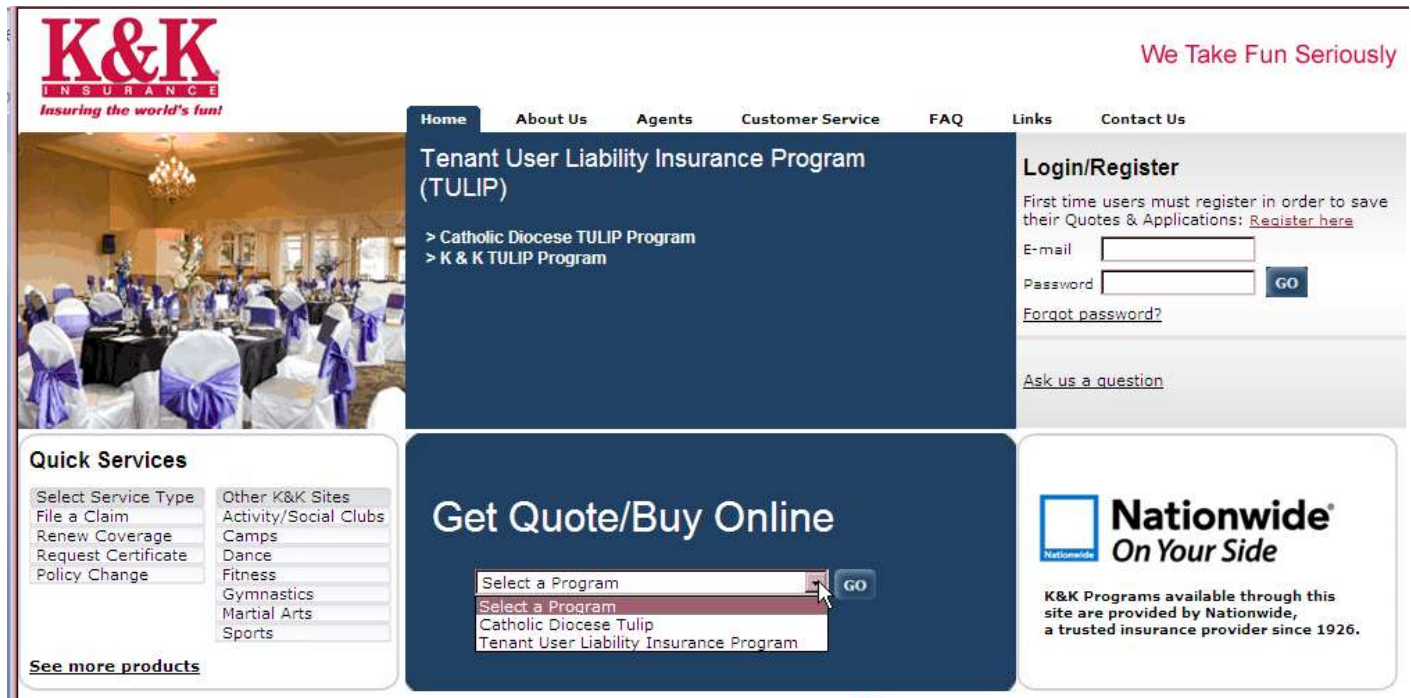 K&K
INSURANCE
Insuring the world's fun!
We Take Fun Seriously
Home About Us Agents Customer Service FAQ Links Contact Us
Tenant User Liability Insurance Program
(TULIP)
> Catholic Diocese TULIP Program
> K & K TULIP Program
Login/Register
First time users must register in order to save
their Quotes & Applications: Register here
E-mail
Password GO
Forgot password?
Ask us a question
Quick Services
Select Service Type
File a Claim
Renew Coverage
Request Certificate
Policy Change
Other K&K Sites
Activity/Social Clubs
Camps
Dance
Fitness
Gymnastics
Martial Arts
Sports
See more products
Get Quote/Buy Online
Select a Program GO
Select a Program
Catholic Diocese Tulip
Tenant User Liability Insurance Program
Nationwide
Nationwide®
On Your Side
K&K Programs available through this
site are provided by Nationwide,
a trusted insurance provider since 1926.